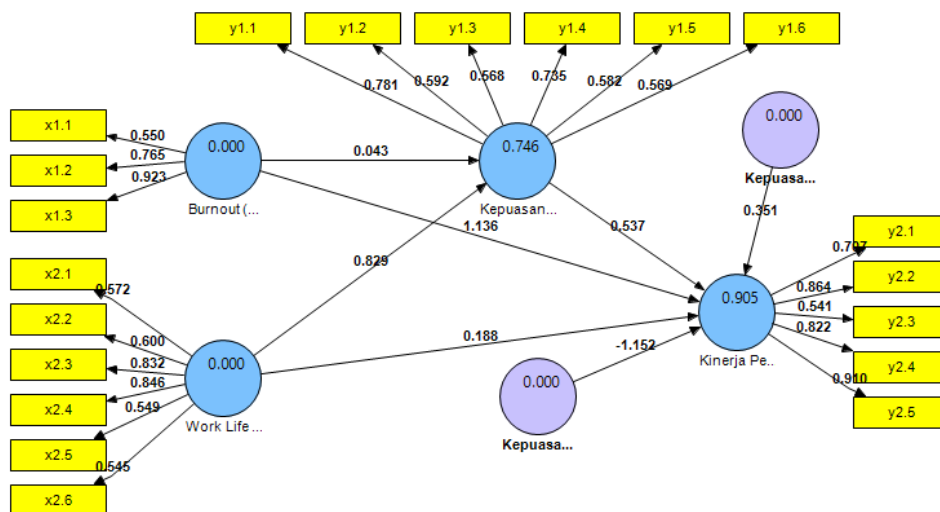 y1.1
y1.2
y1.3
y1.4
y1.5
y1.6
0.781
0.592
0.568
0.735
0.582
0.569
x1.1
x1.2
x1.3
0.550
0.765
0.923
0.000
Burnout (...
0.043
0.746
Kepuasan...
0.000
Kepuasa...
0.351
1.136
0.537
0.829
x2.1
x2.2
x2.3
x2.4
x2.5
x2.6
0.572
0.600
0.832
0.846
0.549
0.545
0.000
Work Life ...
0.188
-1.152
0.000
Kepuasa...
0.905
Kinerja Pe..
0.707
0.864
0.541
0.822
0.910
y2.1
y2.2
y2.3
y2.4
y2.5